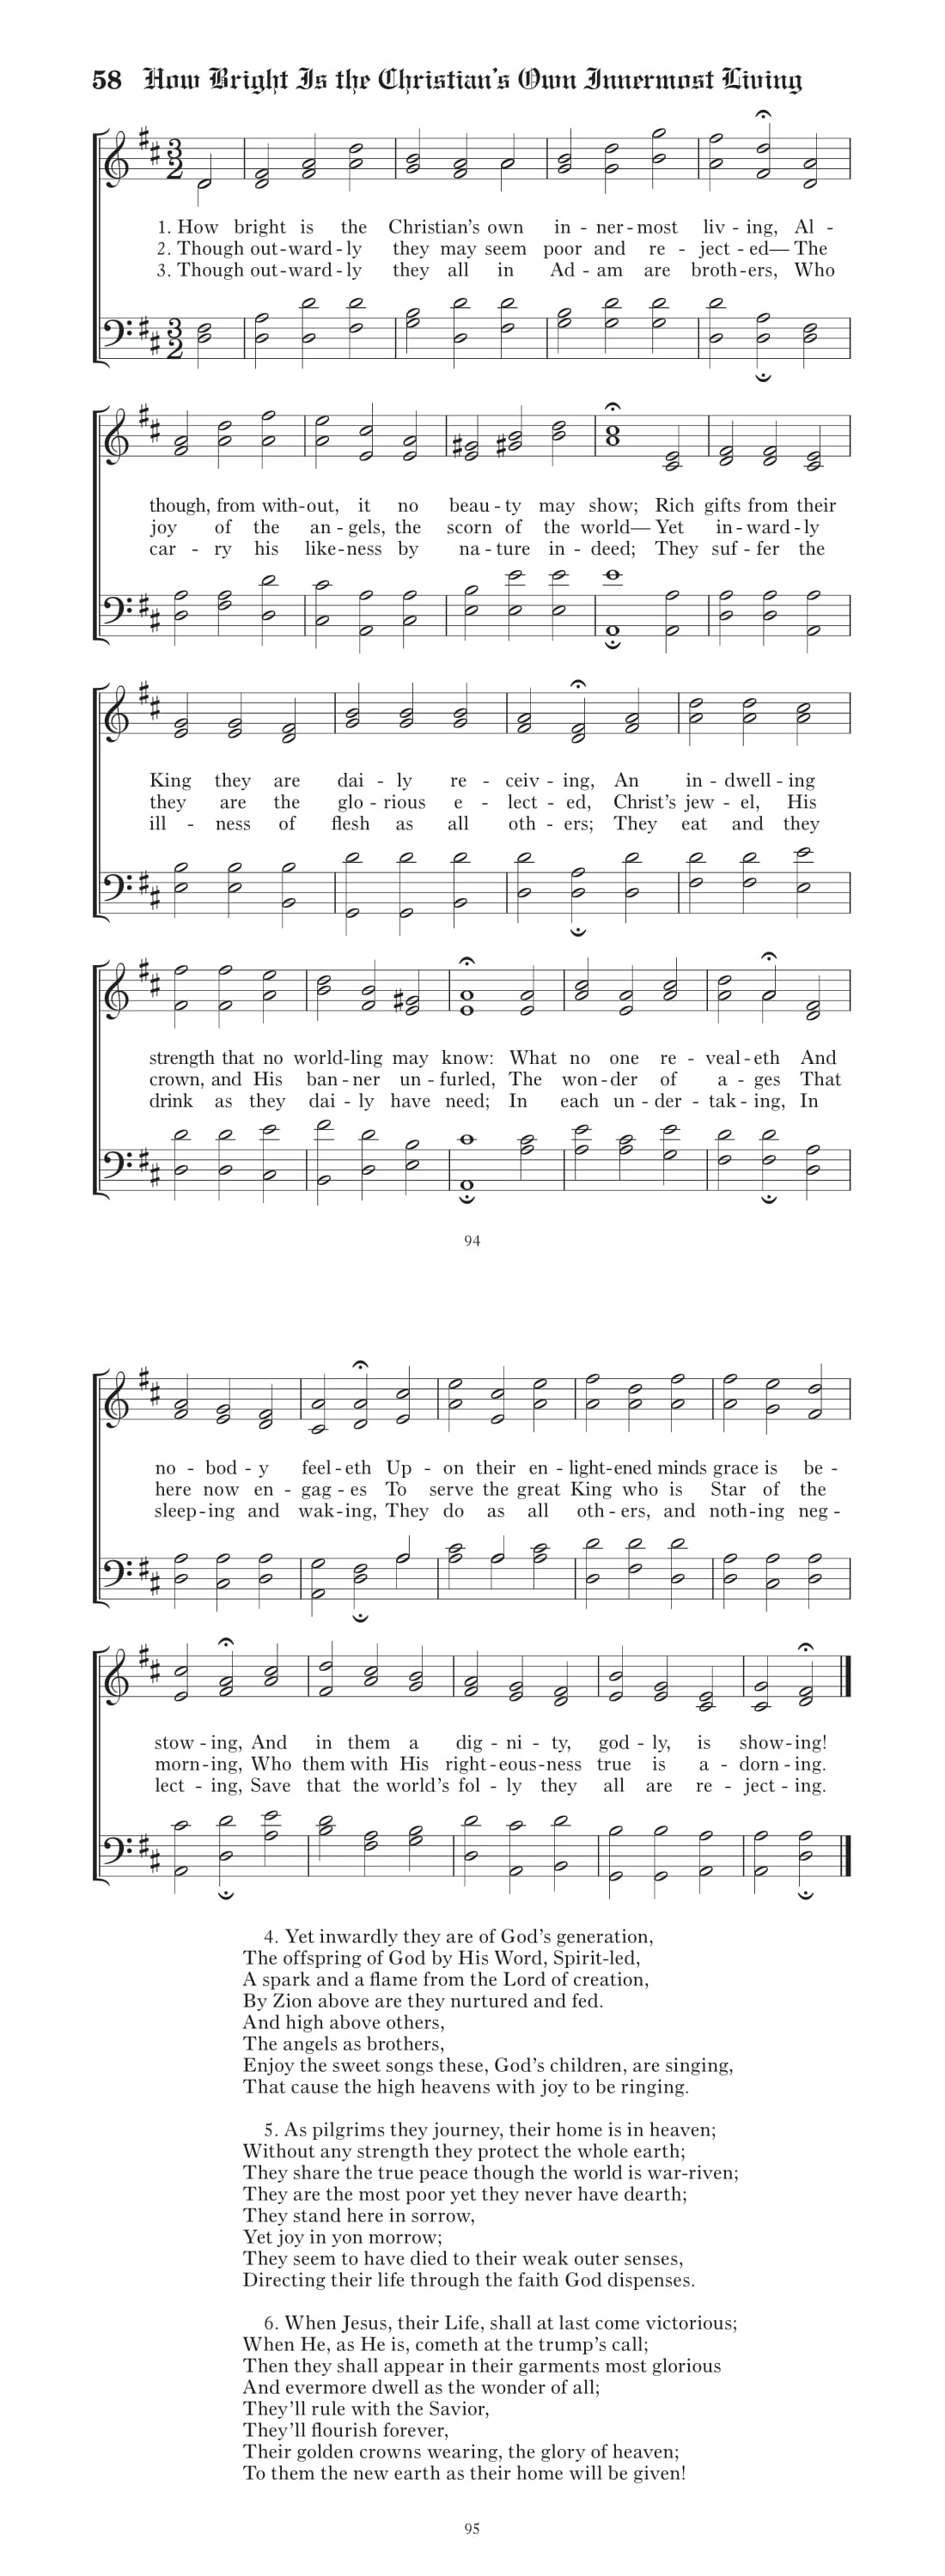 58 How Bright Is the Christian's Own Innermost Living
1. How bright is the Christian's own in - ner - most liv - ing, Al -
2. Though out - ward - ly they may seem poor and re - ject - ed— The
3. Though out - ward - ly they all in Ad - am are broth - ers, Who
though, from with - out, it no beau - ty may show; Rich gifts from their
joy of the an - gels, the scorn of the world— Yet in - ward - ly
car - ry his like - ness by na - ture in - deed; They suf - fer the
King they are dai - ly re - ceiv - ing, An in - dwell - ing
they are the glo - rious e - lect - ed, Christ's jew - el, His
ill - ness of flesh as all oth - ers; They eat and they
strength that no world - ling may know: What no one re - veal - eth And
crown, and His ban - ner un - furled, The won - der of a - ges That
drink as they dai - ly have need; In each un - der - tak - ing, In
94
no - bod - y feel - eth Up - on their en - light - ened minds grace is be -
here now en - gag - es To serve the great King who is Star of the
sleep - ing and wak - ing, They do as all oth - ers, and noth - ing neg -
stow - ing, And in them a dig - ni - ty, god - ly, is show - ing!
morn - ing, Who them with His right - eous - ness true is a - dorn - ing.
lect - ing, Save that the world's fol - ly they all are re - ject - ing.
4. Yet inwardly they are of God's generation,
The offspring of God by His Word, Spirit-led,
A spark and a flame from the Lord of creation,
By Zion above are they nurtured and fed.
And high above others,
The angels as brothers,
Enjoy the sweet songs these, God's children, are singing,
That cause the high heavens with joy to be ringing.
5. As pilgrims they journey, their home is in heaven;
Without any strength they protect the whole earth;
They share the true peace though the world is war-riven;
They are the most poor yet they never have dearth;
They stand here in sorrow,
Yet joy in yon morrow;
They seem to have died to their weak outer senses,
Directing their life through the faith God dispenses.
6. When Jesus, their Life, shall at last come victorious;
When He, as He is, cometh at the trump's call;
Then they shall appear in their garments most glorious
And evermore dwell as the wonder of all;
They'll rule with the Savior,
They'll flourish forever,
Their golden crowns wearing, the glory of heaven;
To them the new earth as their home will be given!
95